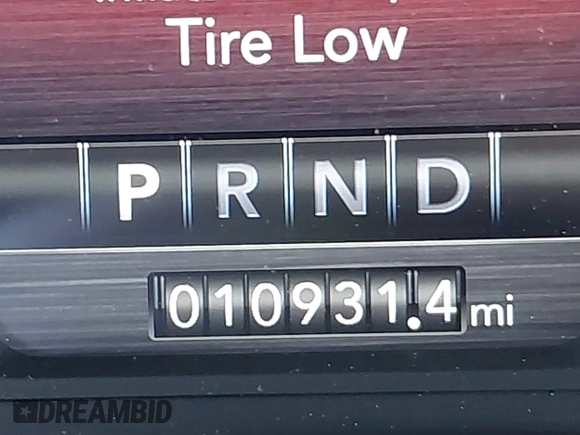 Tire Low
P R N D
010931.4 mi
DREAMBID